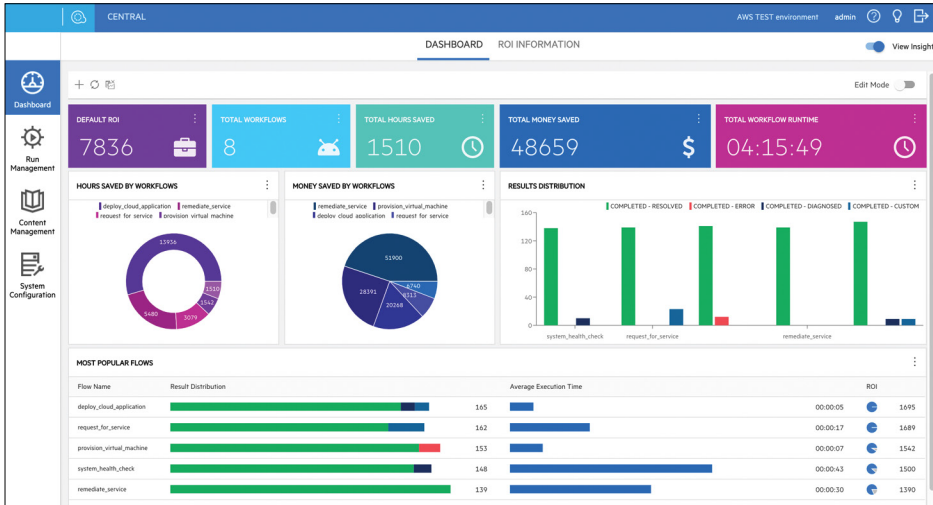 CENTRAL
AWS TEST environment admin
DASHBOARD ROI INFORMATION
View Insight
Edit Mode
Dashboard
Run
Management
Content
Management
System
Configuration
DEFAULT ROI
7836
TOTAL WORKFLOWS
8
TOTAL HOURS SAVED
1510
TOTAL MONEY SAVED
48659
$
TOTAL WORKFLOW RUNTIME
04:15:49
HOURS SAVED BY WORKFLOWS
deploy_cloud_application remediate_service
request for service provision virtual machine
13936
1510
1542
3079
5480
MONEY SAVED BY WORKFLOWS
remediate_service provision_virtual_machine
deploy cloud application request for service
51900
6740
8313
20268
28391
RESULTS DISTRIBUTION
COMPLETED - RESOLVED COMPLETED - ERROR COMPLETED - DIAGNOSED COMPLETED - CUSTOM
160
120
80
40
0
system_health_check request_for_service remediate_service
MOST POPULAR FLOWS
Flow Name Result Distribution Average Execution Time ROI
deploy_cloud_application 165 00:00:05 1695
request_for_service 162 00:00:17 1689
provision_virtual_machine 153 00:00:07 1542
system_health_check 148 00:00:43 1500
remediate_service 139 00:00:30 1390